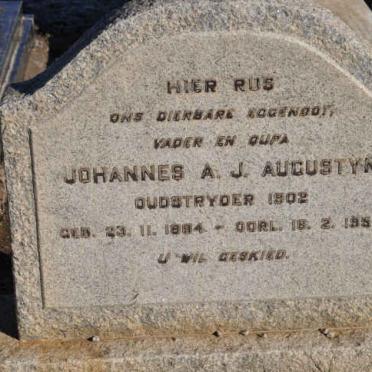 HIER RUS
ONS DIERBARE EGGENOOT,
VADER EN OUPA
JOHANNES A. J. AUGUSTYN
OUDSTRYDER 1902
GEB. 23. 11. 1884 - OORL. 16. 2. 195
U WIL GESKIED.